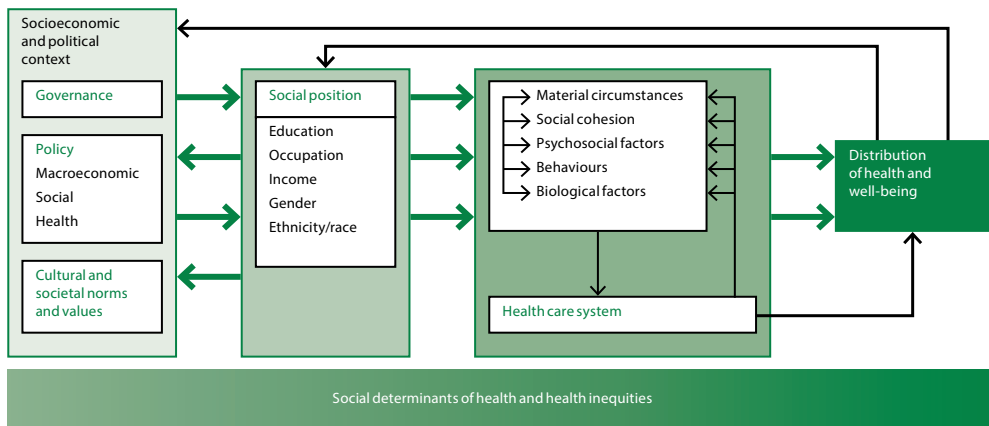 Socioeconomic
and political
context
Governance
Policy
Macroeconomic
Social
Health
Cultural and
societal norms
and values
Social position
Education
Occupation
Income
Gender
Ethnicity/race
Material circumstances
Social cohesion
Psychosocial factors
Behaviours
Biological factors
Health care system
Distribution
of health and
well-being
Social determinants of health and health inequities